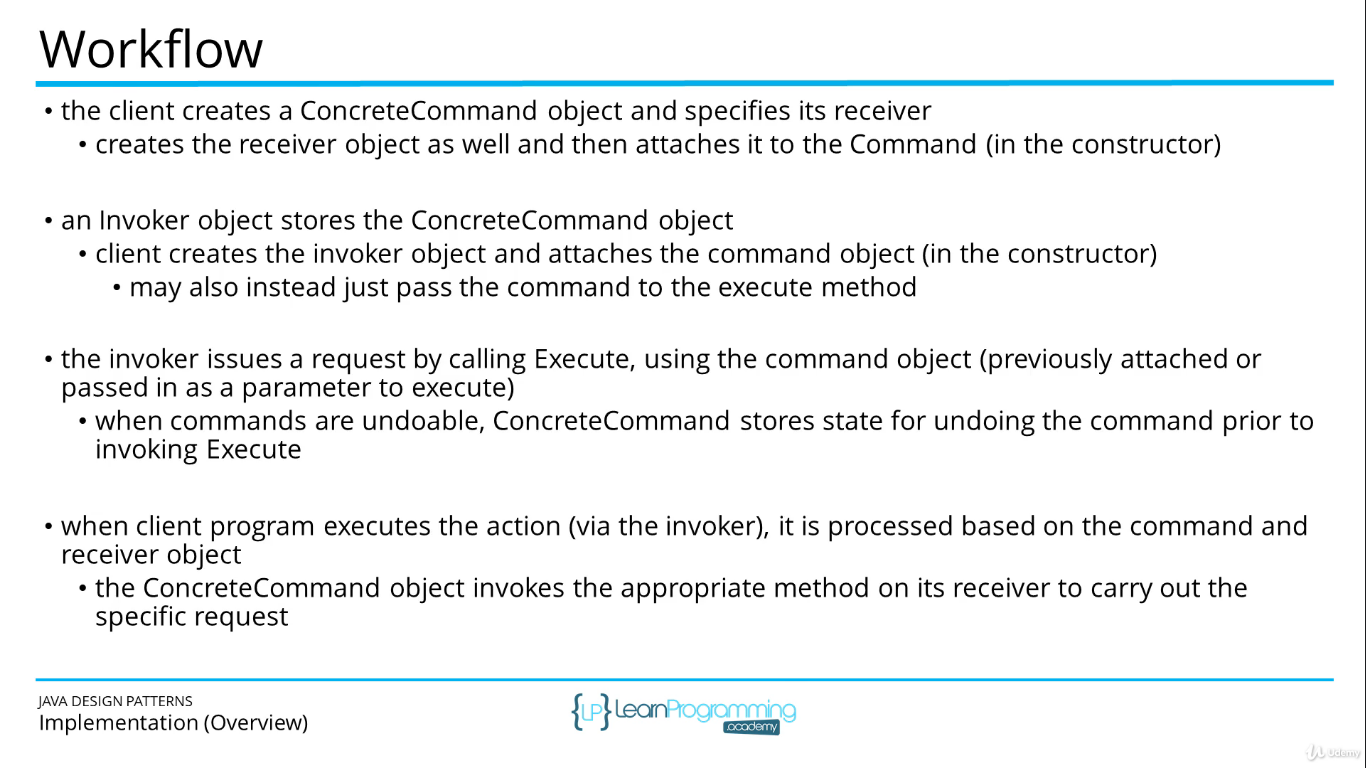 Workflow
• the client creates a ConcreteCommand object and specifies its receiver
• creates the receiver object as well and then attaches it to the Command (in the constructor)
• an Invoker object stores the ConcreteCommand object
• client creates the invoker object and attaches the command object (in the constructor)
• may also instead just pass the command to the execute method
• the invoker issues a request by calling Execute, using the command object (previously attached or
passed in as a parameter to execute)
• when commands are undoable, ConcreteCommand stores state for undoing the command prior to
invoking Execute
• when client program executes the action (via the invoker), it is processed based on the command and
receiver object
• the ConcreteCommand object invokes the appropriate method on its receiver to carry out the
specific request
JAVA DESIGN PATTERNS
Implementation (Overview)
{LP} LearnProgramming
.academy
Udemy